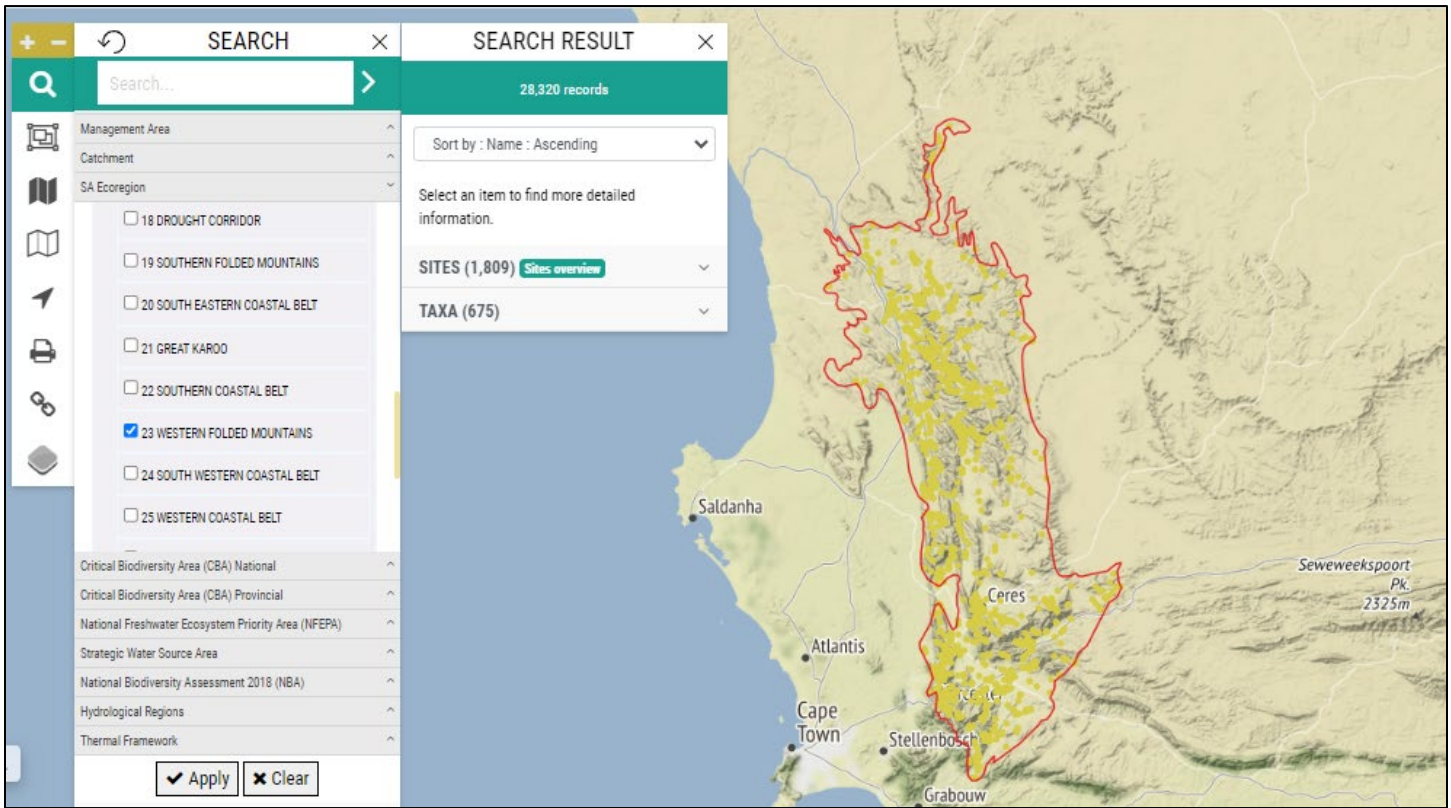 SEARCH
Search...
Management Area
Catchment
SA Ecoregion
18 DROUGHT CORRIDOR
19 SOUTHERN FOLDED MOUNTAINS
20 SOUTH EASTERN COASTAL BELT
21 GREAT KAROO
22 SOUTHERN COASTAL BELT
23 WESTERN FOLDED MOUNTAINS
24 SOUTH WESTERN COASTAL BELT
25 WESTERN COASTAL BELT
Critical Biodiversity Area (CBA) National
Critical Biodiversity Area (CBA) Provincial
National Freshwater Ecosystem Priority Area (NFEPA)
Strategic Water Source Area
National Biodiversity Assessment 2018 (NBA)
Hydrological Regions
Thermal Framework
Apply
Clear
SEARCH RESULT
28,320 records
Sort by : Name : Ascending
Select an item to find more detailed
information.
SITES (1,809) Sites overview
TAXA (675)
Saldanha
Ceres
Seweweekspoort
Pk.
2325m
Atlantis
Cape
Town
Stellenbosch
Grabouw